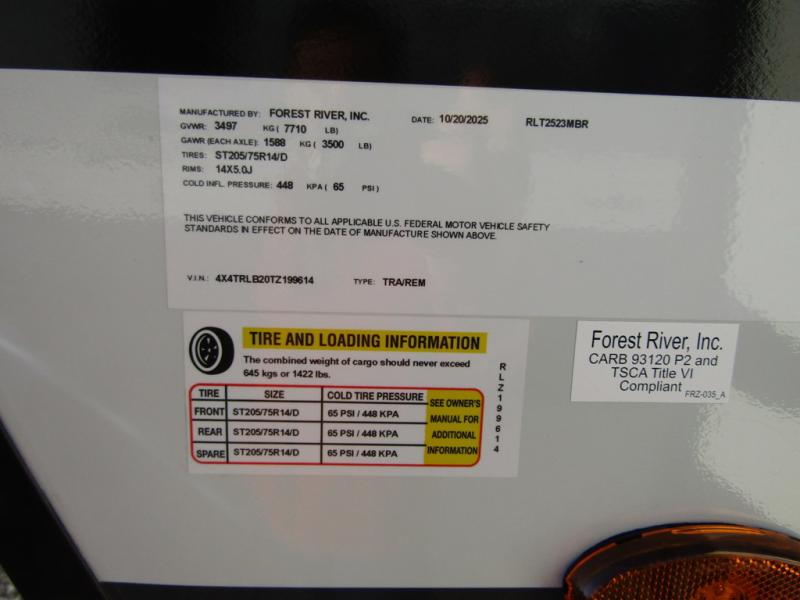 MANUFACTURED BY: FOREST RIVER, INC. DATE: 10/20/2025 RLT2523MBR
GVWR: 3497 KG ( 7710 LB)
GAWR (EACH AXLE): 1588 KG ( 3500 LB)
TIRES: ST205/75R14/D
RIMS: 14X5.0J
COLD INFL. PRESSURE: 448 KPA ( 65 PSI )
THIS VEHICLE CONFORMS TO ALL APPLICABLE U.S. FEDERAL MOTOR VEHICLE SAFETY
STANDARDS IN EFFECT ON THE DATE OF MANUFACTURE SHOWN ABOVE.
V.I.N.: 4X4TRLB20TZ199614 TYPE: TRA/REM
TIRE AND LOADING INFORMATION
The combined weight of cargo should never exceed
645 kgs or 1422 lbs.
TIRE SIZE COLD TIRE PRESSURE
FRONT ST205/75R14/D 65 PSI / 448 KPA
REAR ST205/75R14/D 65 PSI / 448 KPA
SPARE ST205/75R14/D 65 PSI / 448 KPA
SEE OWNER'S
MANUAL FOR
ADDITIONAL
INFORMATION
RLZ199614
Forest River, Inc.
CARB 93120 P2 and
TSCA Title VI
Compliant
FRZ-035_A